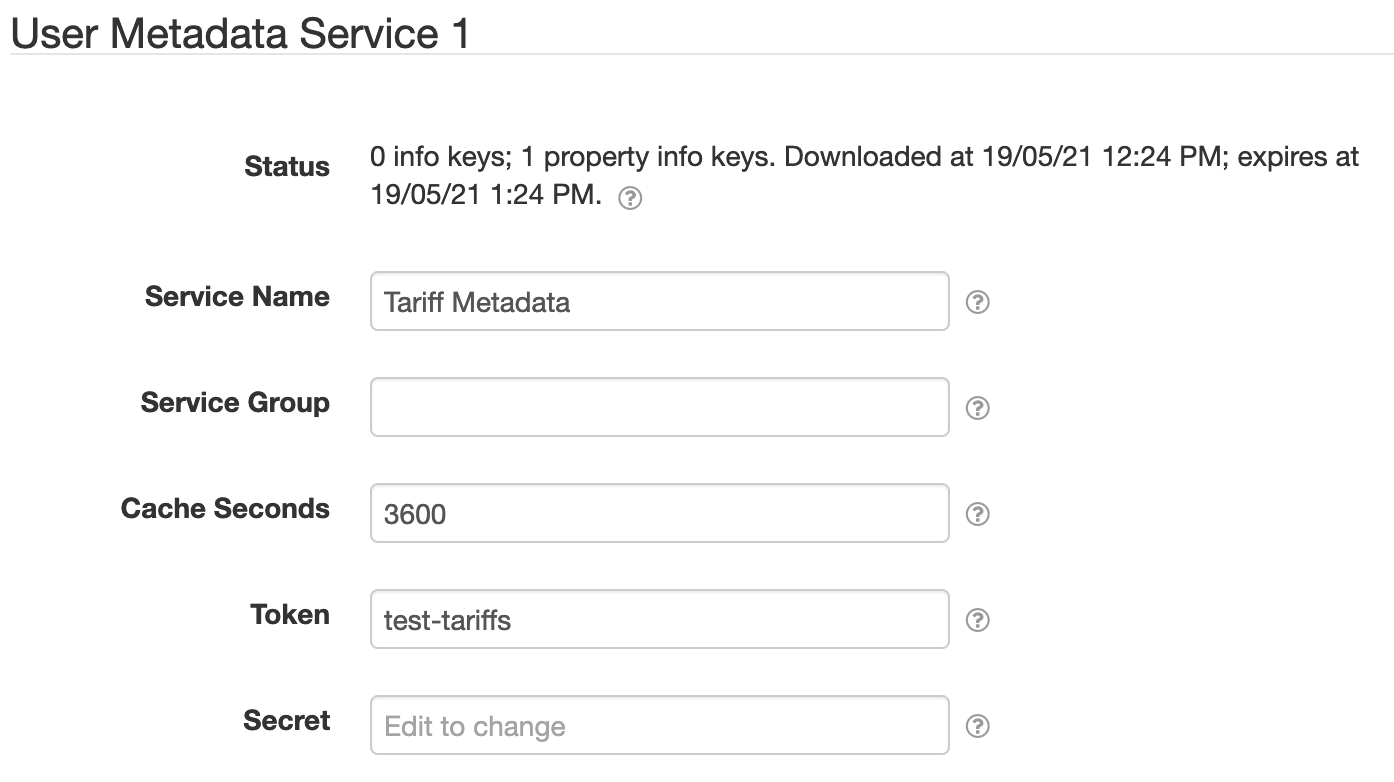 User Metadata Service 1
Status
0 info keys; 1 property info keys. Downloaded at 19/05/21 12:24 PM; expires at
19/05/21 1:24 PM. ?
Service Name
Tariff Metadata ?
Service Group
?
Cache Seconds
3600 ?
Token
test-tariffs ?
Secret
Edit to change ?